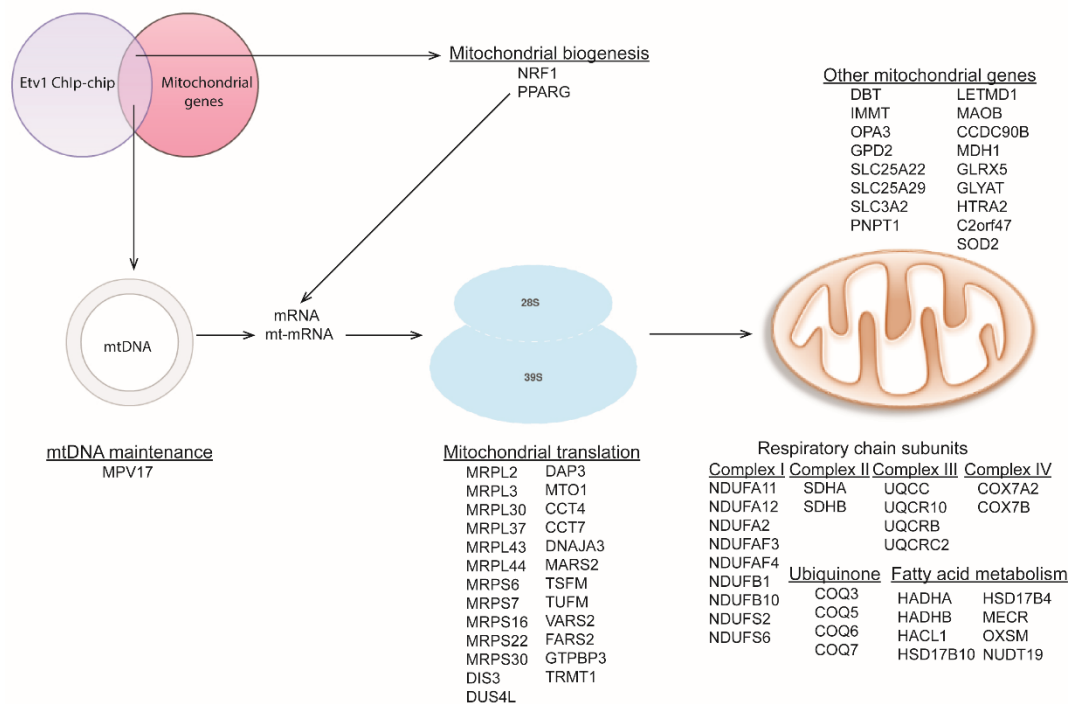 Etv1 ChIp-chip
Mitochondrial
genes
Mitochondrial biogenesis
NRF1
PPARG
Other mitochondrial genes
DBT LETMD1
IMMT MAOB
OPA3 CCDC90B
GPD2 MDH1
SLC25A22 GLRX5
SLC25A29 GLYAT
SLC3A2 HTRA2
PNPT1 C2orf47
SOD2
mtDNA
mRNA
mt-mRNA
28S
39S
mtDNA maintenance
MPV17
Mitochondrial translation
MRPL2 DAP3
MRPL3 MTO1
MRPL30 CCT4
MRPL37 CCT7
MRPL43 DNAJA3
MRPL44 MARS2
MRPS6 TSFM
MRPS7 TUFM
MRPS16 VARS2
MRPS22 FARS2
MRPS30 GTPBP3
DIS3 TRMT1
DUS4L
Respiratory chain subunits
Complex I Complex II Complex III Complex IV
NDUFA11 SDHA UQCC COX7A2
NDUFA12 SDHB UQCR10 COX7B
NDUFA2 UQCRB
NDUFAF3 UQCRC2
NDUFAF4
NDUFB1
NDUFB10
NDUFS2
NDUFS6
Ubiquinone
COQ3
COQ5
COQ6
COQ7
Fatty acid metabolism
HADHA HSD17B4
HADHB MECR
HACL1 OXSM
HSD17B10 NUDT19